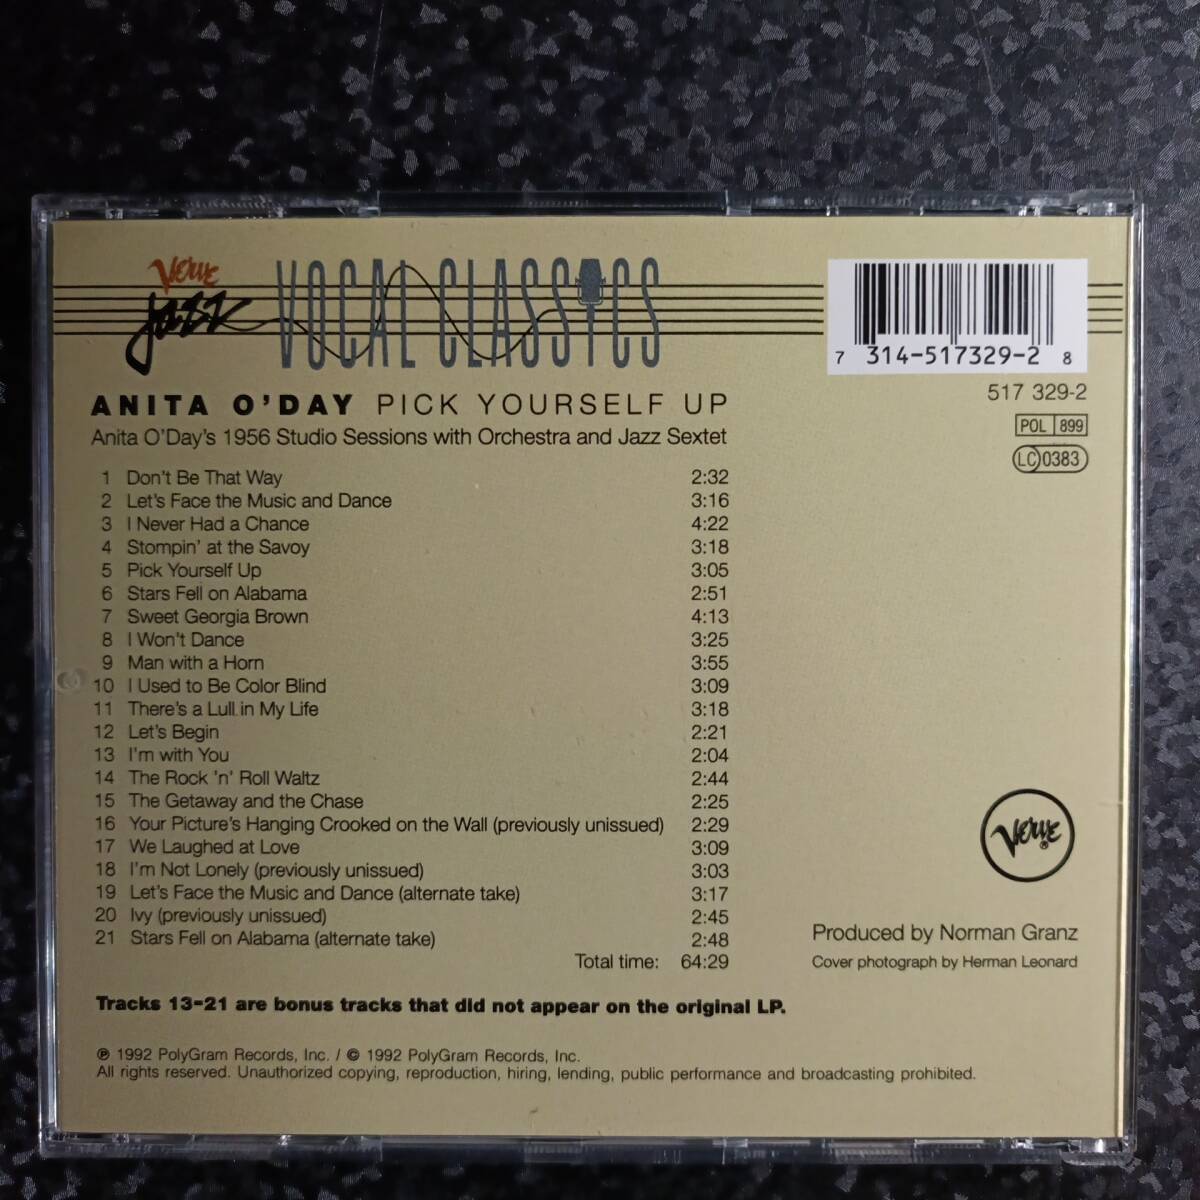 Verve
Jazz
VOCAL CLASSICS
7 314-517329-2 8
517 329-2
POL 899
LC 0383
ANITA O'DAY PICK YOURSELF UP
Anita O'Day's 1956 Studio Sessions with Orchestra and Jazz Sextet
1 Don't Be That Way 2:32
2 Let's Face the Music and Dance 3:16
3 I Never Had a Chance 4:22
4 Stompin' at the Savoy 3:18
5 Pick Yourself Up 3:05
6 Stars Fell on Alabama 2:51
7 Sweet Georgia Brown 4:13
8 I Won't Dance 3:25
9 Man with a Horn 3:55
10 I Used to Be Color Blind 3:09
11 There's a Lull in My Life 3:18
12 Let's Begin 2:21
13 I'm with You 2:04
14 The Rock 'n' Roll Waltz 2:44
15 The Getaway and the Chase 2:25
16 Your Picture's Hanging Crooked on the Wall (previously unissued) 2:29
17 We Laughed at Love 3:09
18 I'm Not Lonely (previously unissued) 3:03
19 Let's Face the Music and Dance (alternate take) 3:17
20 Ivy (previously unissued) 2:45
21 Stars Fell on Alabama (alternate take) 2:48
Total time: 64:29
VERVE®
Produced by Norman Granz
Cover photograph by Herman Leonard
Tracks 13-21 are bonus tracks that did not appear on the original LP.
℗ 1992 PolyGram Records, Inc. / © 1992 PolyGram Records, Inc.
All rights reserved. Unauthorized copying, reproduction, hiring, lending, public performance and broadcasting prohibited.